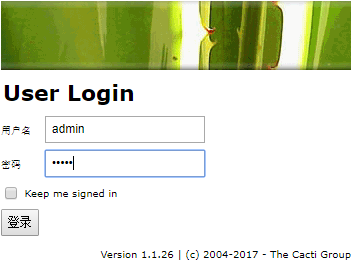 User Login
用户名 admin
密码 •••••
Keep me signed in
登录
Version 1.1.26 | (c) 2004-2017 - The Cacti Group